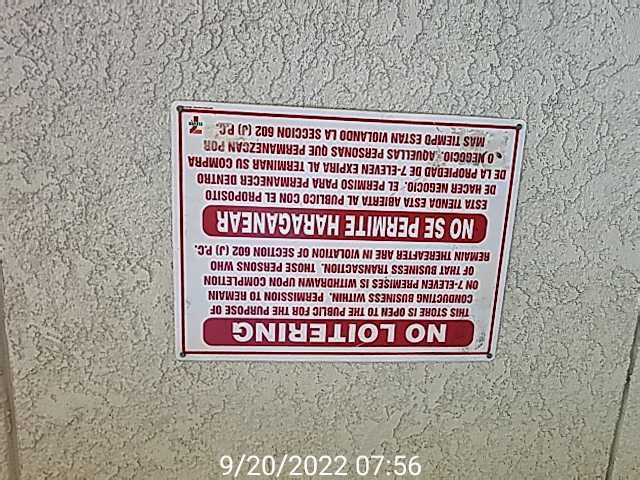 NO LOITERING
THIS STORE IS OPEN TO THE PUBLIC FOR THE PURPOSE OF
CONDUCTING BUSINESS WITHIN. PERMISSION TO REMAIN
ON 7-ELEVEN PREMISES IS WITHDRAWN UPON COMPLETION
OF THAT BUSINESS TRANSACTION. THOSE PERSONS WHO
REMAIN THEREAFTER ARE IN VIOLATION OF SECTION 602 (J) P.C.
NO SE PERMITE HARAGANEAR
ESTA TIENDA ESTA ABIERTA AL PUBLICO CON EL PROPOSITO
DE HACER NEGOCIO. EL PERMISO PARA PERMANECER DENTRO
DE LA PROPIEDAD DE 7-ELEVEN EXPIRA AL TERMINAR SU COMPRA
O NEGOCIO. AQUELLAS PERSONAS QUE PERMANEZCAN POR
MAS TIEMPO ESTAN VIOLANDO LA SECCION 602 (J) P.C.
9/20/2022 07:56